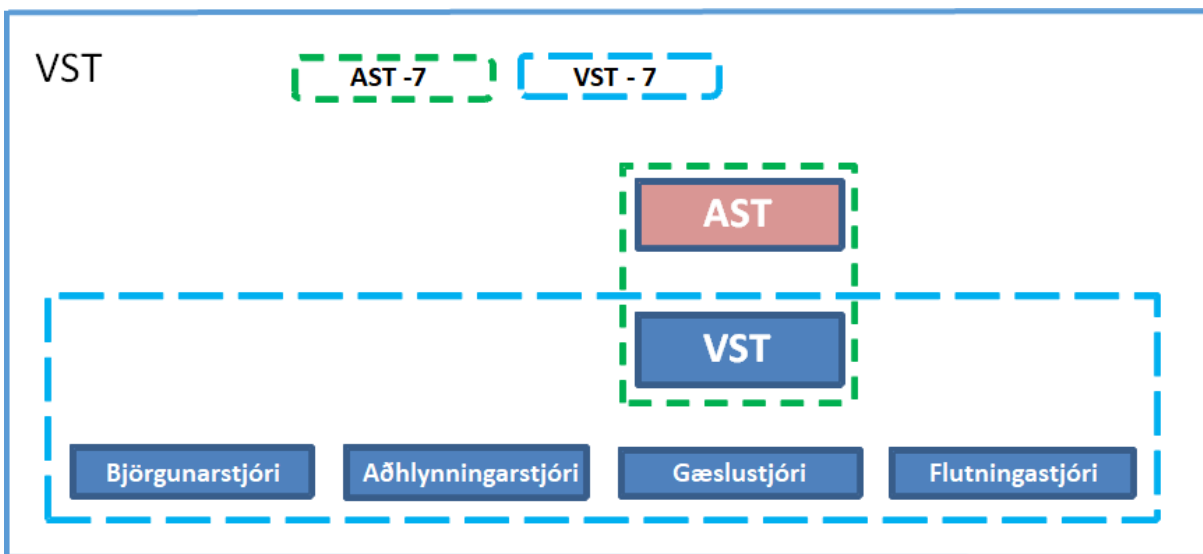 VST
AST -7
VST - 7
AST
VST
Björgunarstjóri
Aðhlynningarstjóri
Gæslustjóri
Flutningastjóri